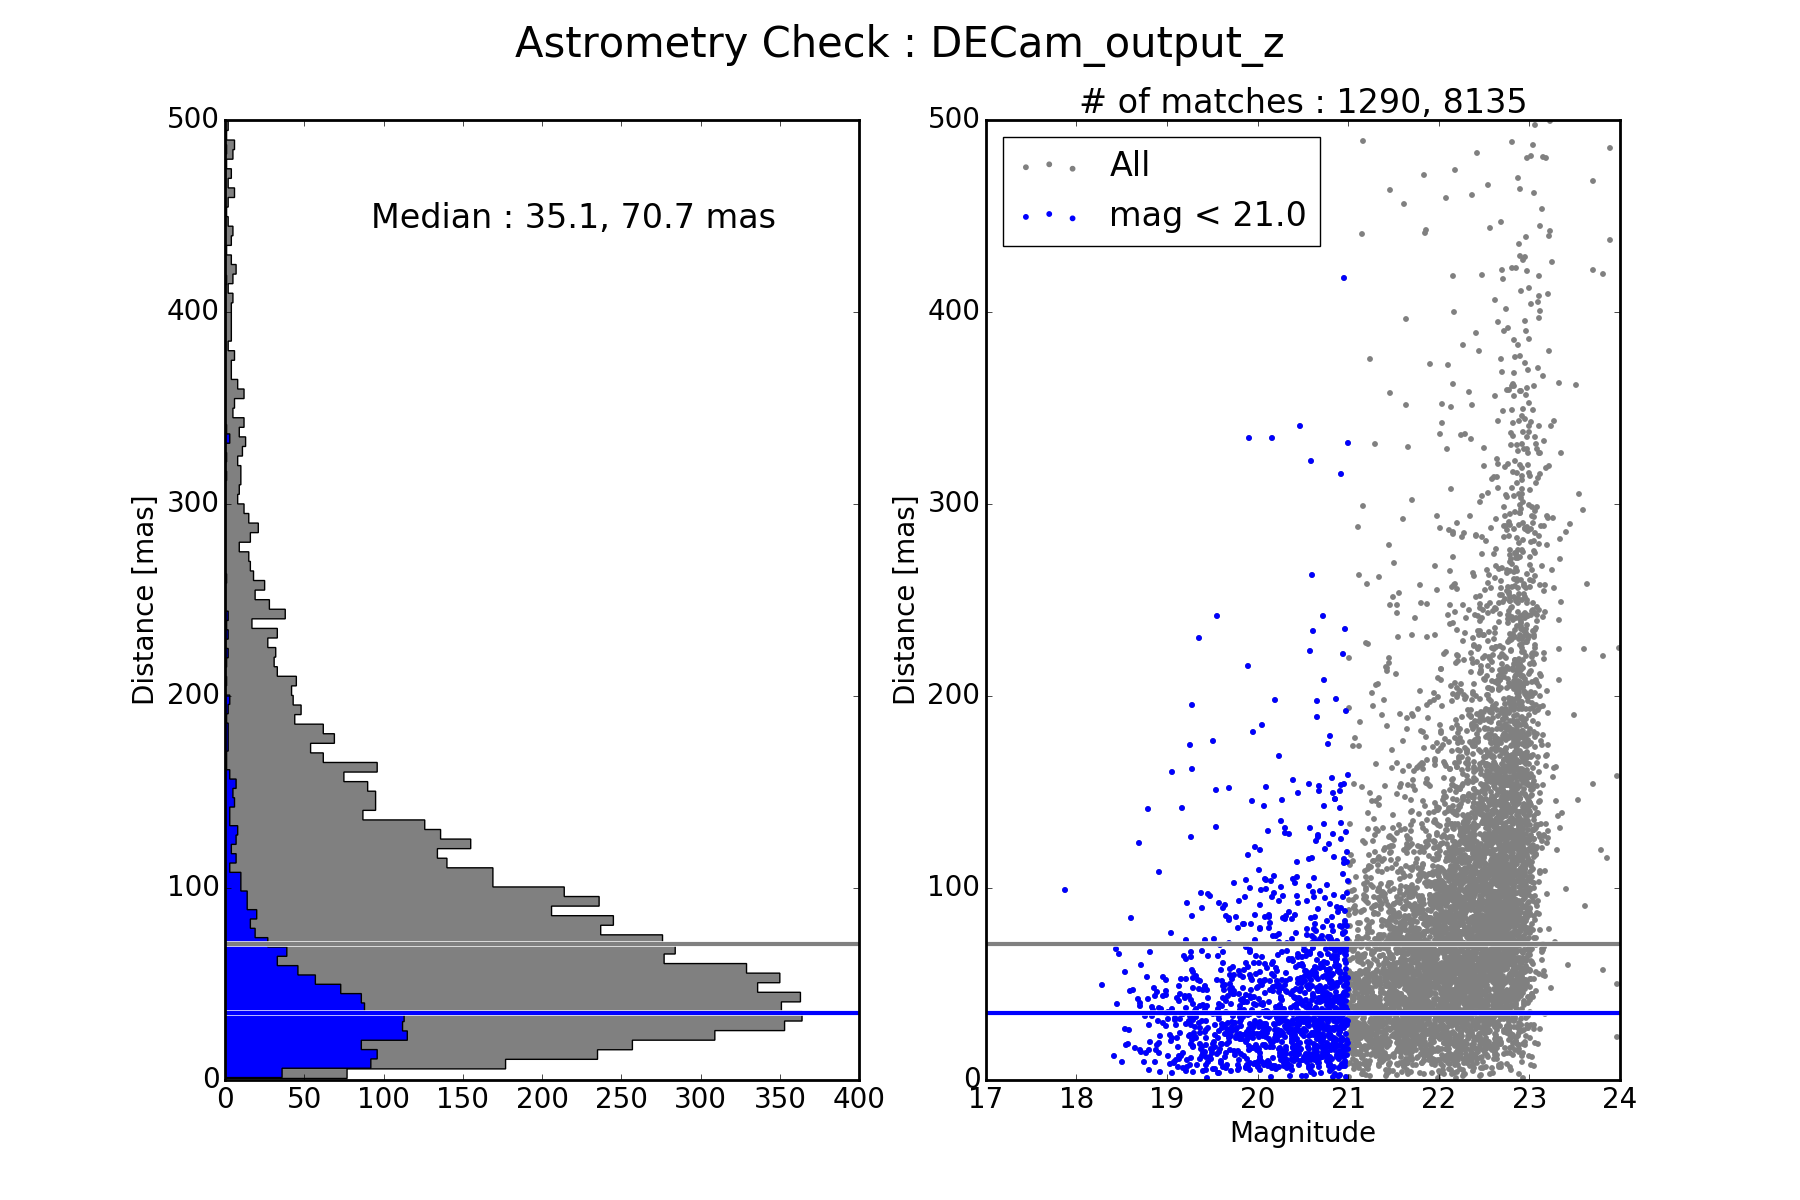 Astrometry Check : DECam_output_z
# of matches : 1290, 8135
500
400
300
200
100
0
Distance [mas]
Median : 35.1, 70.7 mas
0 50 100 150 200 250 300 350 400
500
400
300
200
100
0
Distance [mas]
All
mag < 21.0
17 18 19 20 21 22 23 24
Magnitude